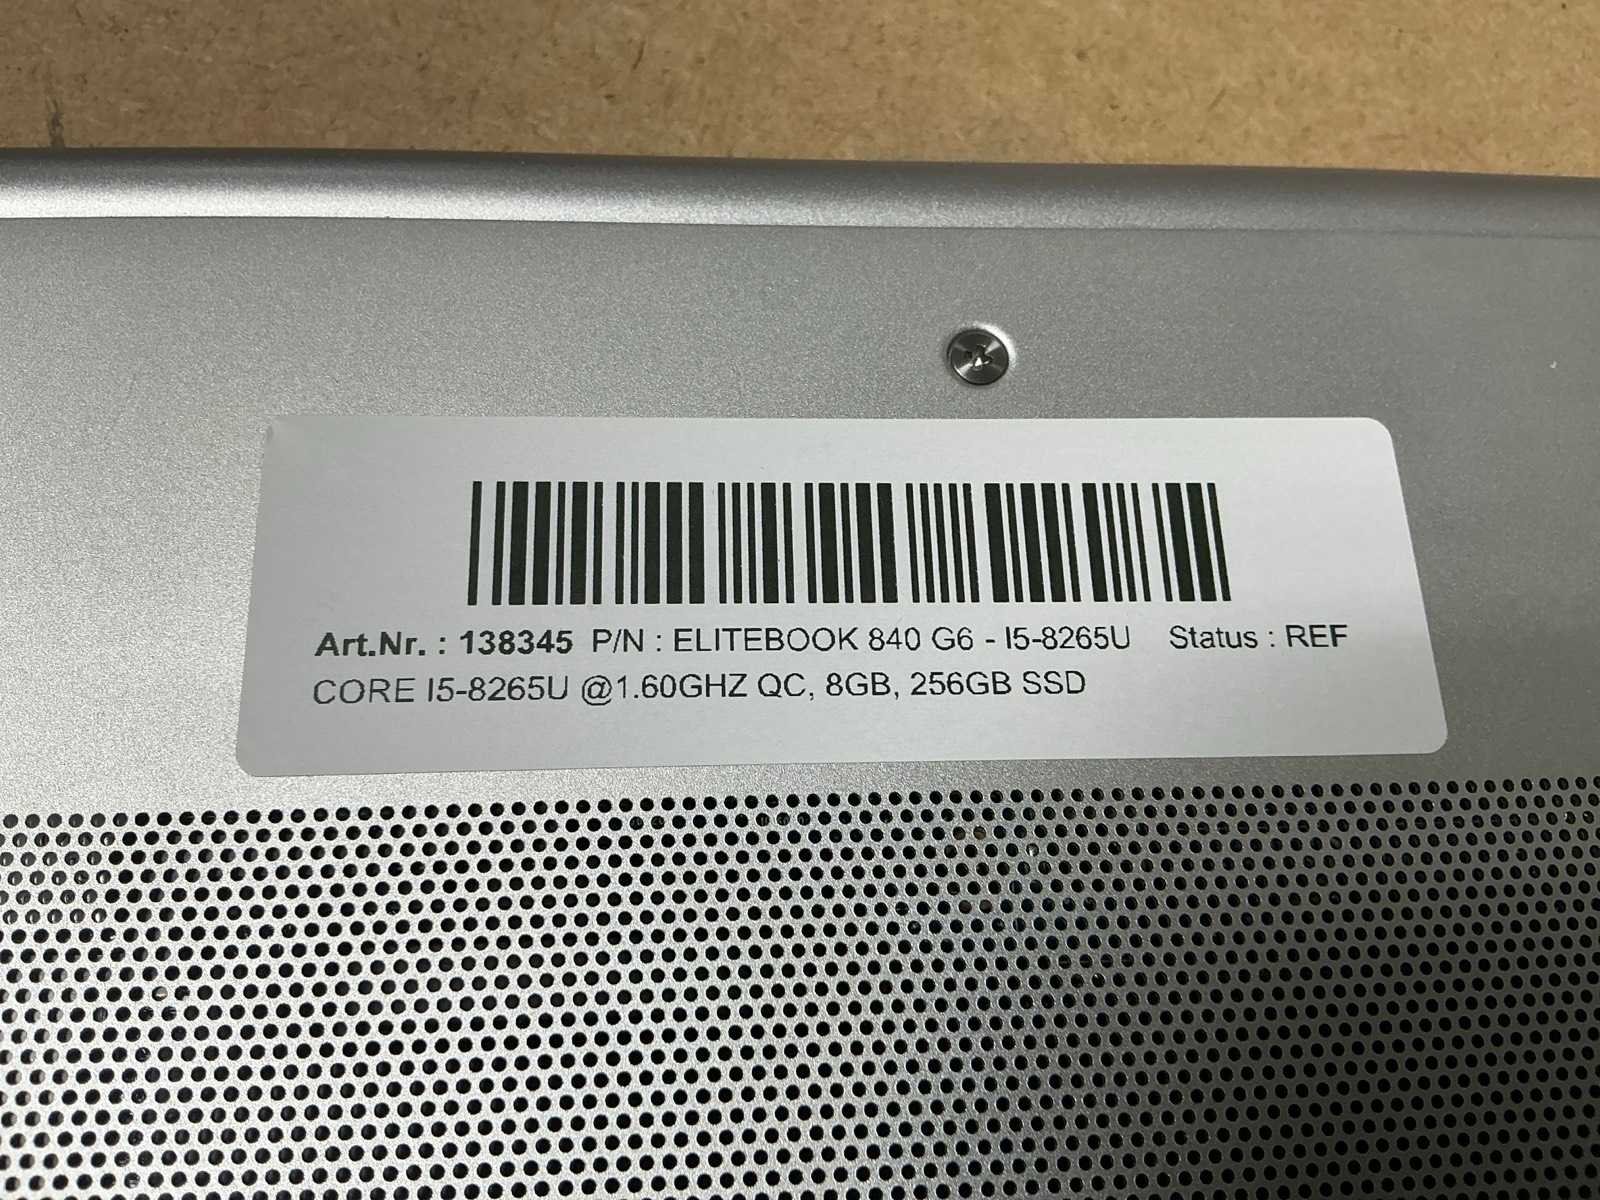 Art.Nr. : 138345 P/N : ELITEBOOK 840 G6 - I5-8265U Status : REF
CORE I5-8265U @1.60GHZ QC, 8GB, 256GB SSD